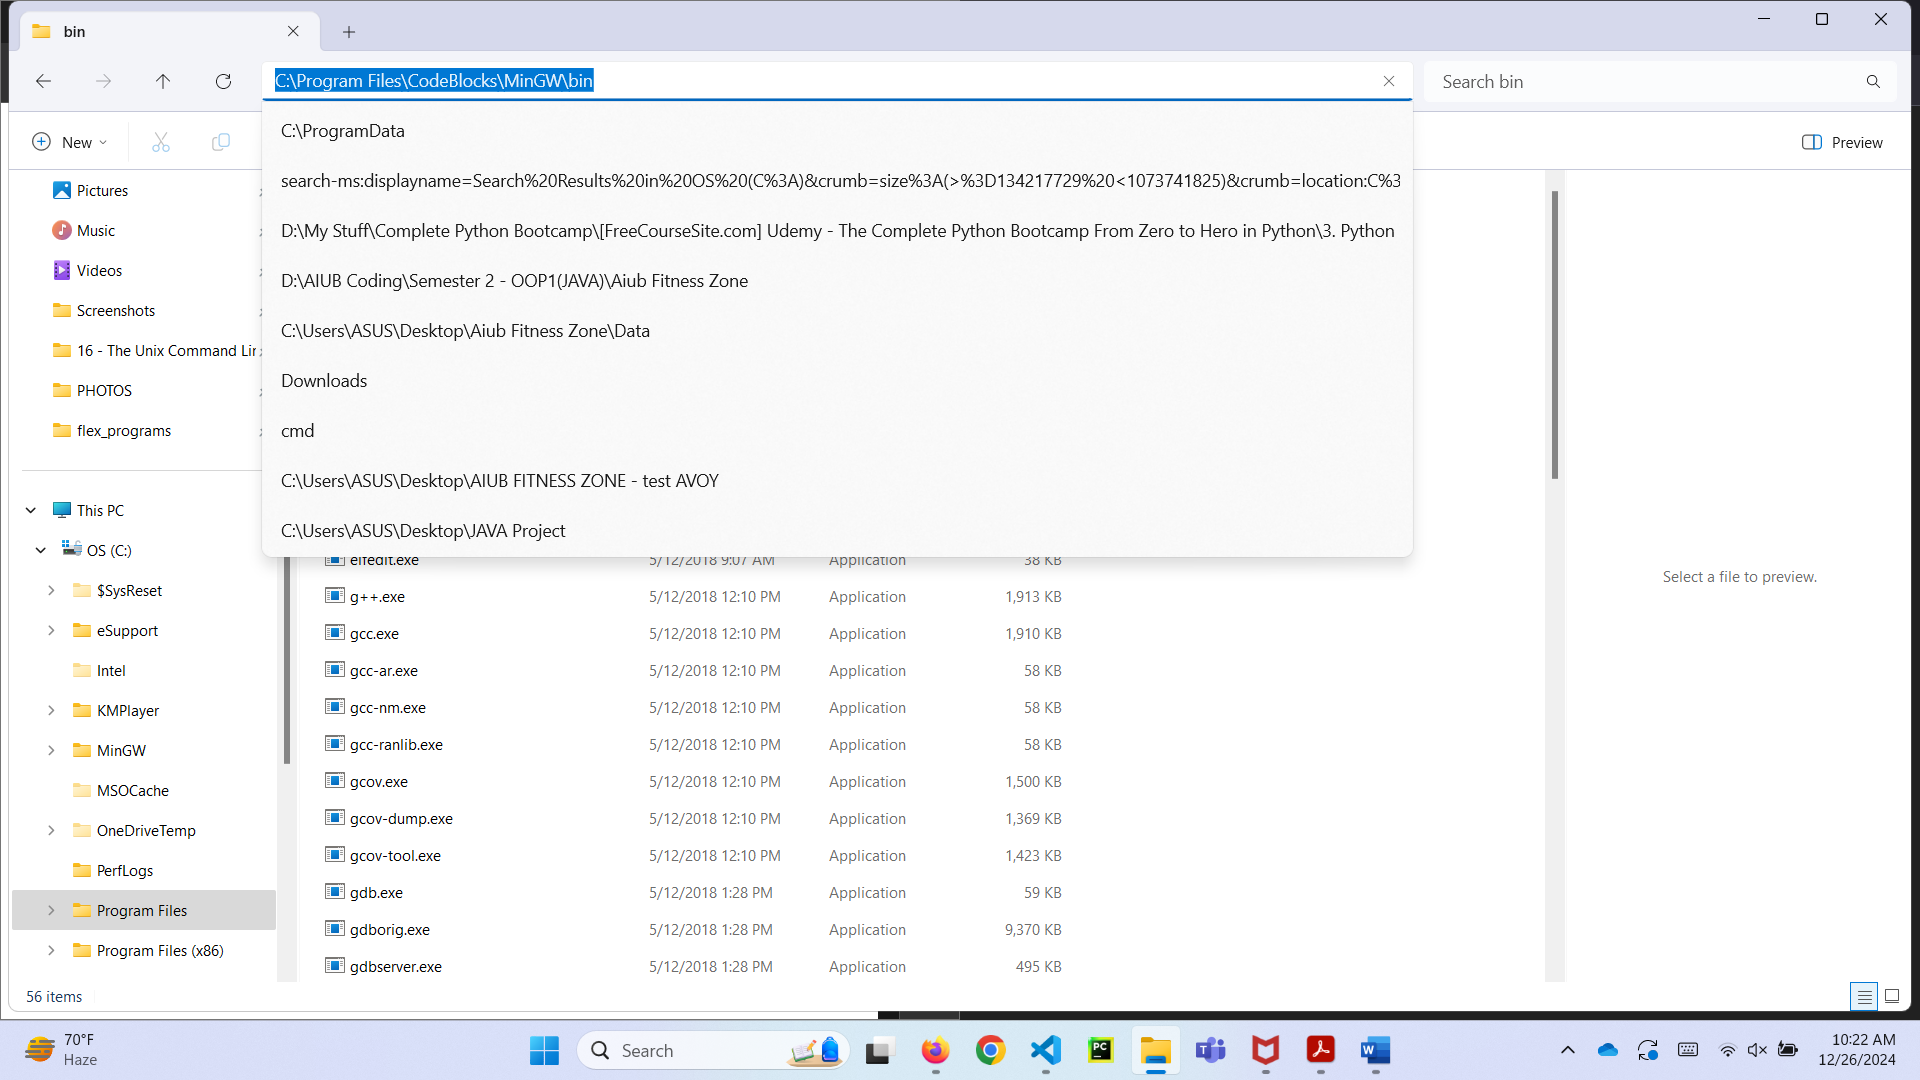 bin
C:\Program Files\CodeBlocks\MinGW\bin
Search bin
New
Preview
C:\ProgramData
search-ms:displayname=Search%20Results%20in%20OS%20(C%3A)&crumb=size%3A(>%3D134217729%20<1073741825)&crumb=location:C%3
D:\My Stuff\Complete Python Bootcamp\[FreeCourseSite.com] Udemy - The Complete Python Bootcamp From Zero to Hero in Python\3. Python
D:\AIUB Coding\Semester 2 - OOP1(JAVA)\Aiub Fitness Zone
C:\Users\ASUS\Desktop\Aiub Fitness Zone\Data
Downloads
cmd
C:\Users\ASUS\Desktop\AIUB FITNESS ZONE - test AVOY
C:\Users\ASUS\Desktop\JAVA Project
Pictures
Music
Videos
Screenshots
16 - The Unix Command Lir
PHOTOS
flex_programs
This PC
OS (C:)
$SysReset
eSupport
Intel
KMPlayer
MinGW
MSOCache
OneDriveTemp
PerfLogs
Program Files
Program Files (x86)
elfedit.exe 5/12/2018 9:07 AM Application 38 KB
g++.exe 5/12/2018 12:10 PM Application 1,913 KB
gcc.exe 5/12/2018 12:10 PM Application 1,910 KB
gcc-ar.exe 5/12/2018 12:10 PM Application 58 KB
gcc-nm.exe 5/12/2018 12:10 PM Application 58 KB
gcc-ranlib.exe 5/12/2018 12:10 PM Application 58 KB
gcov.exe 5/12/2018 12:10 PM Application 1,500 KB
gcov-dump.exe 5/12/2018 12:10 PM Application 1,369 KB
gcov-tool.exe 5/12/2018 12:10 PM Application 1,423 KB
gdb.exe 5/12/2018 1:28 PM Application 59 KB
gdborig.exe 5/12/2018 1:28 PM Application 9,370 KB
gdbserver.exe 5/12/2018 1:28 PM Application 495 KB
Select a file to preview.
56 items
70°F
Haze
Search
PC
T
W
10:22 AM
12/26/2024